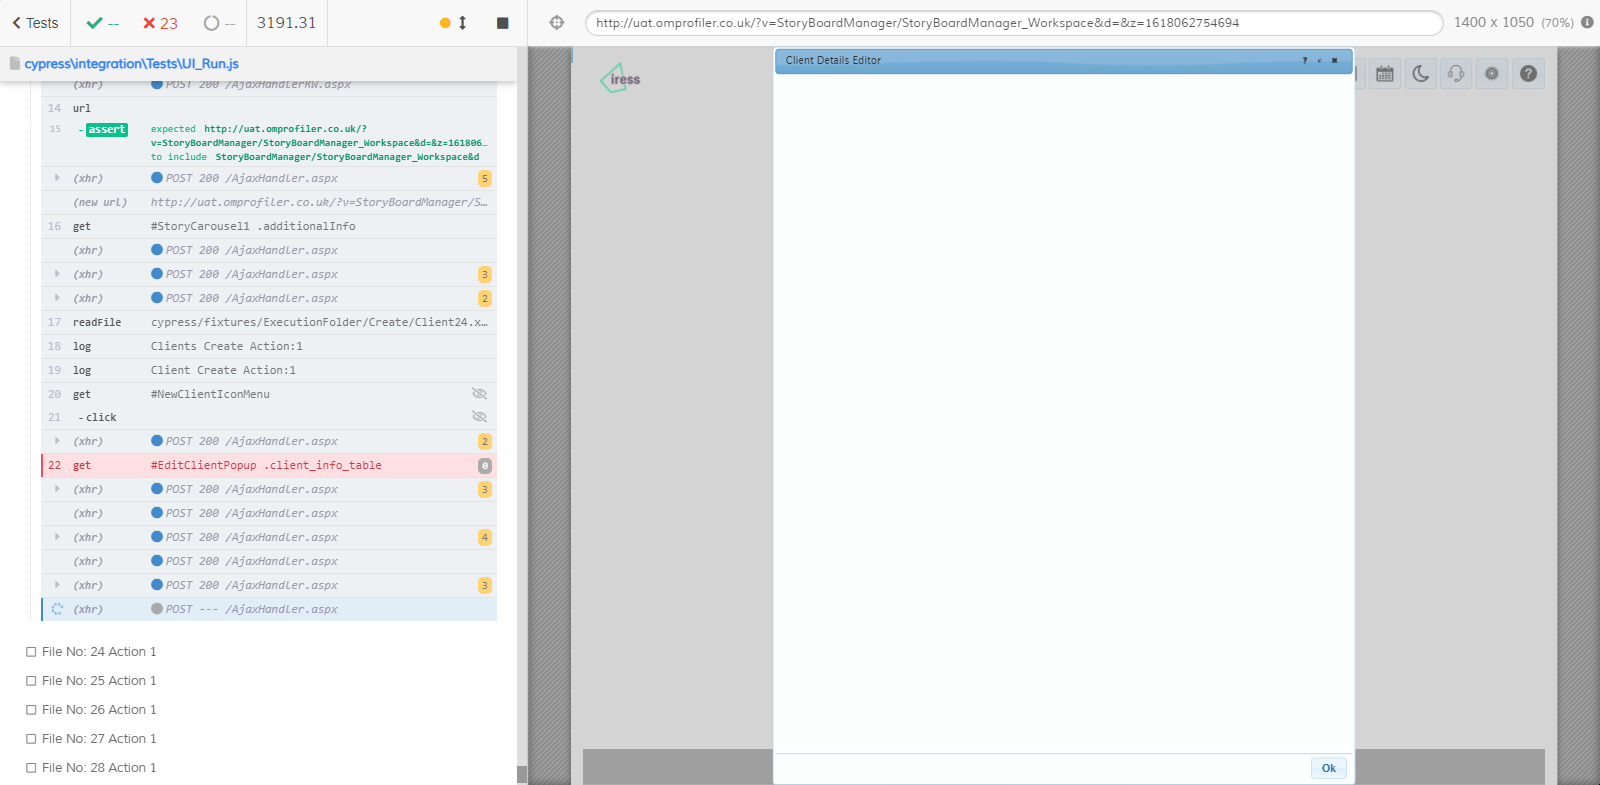 Tests
--
23
--
3191.31
http://uat.omprofiler.co.uk/?v=StoryBoardManager/StoryBoardManager_Workspace&d=&z=1618062754694
1400 x 1050 (70%)
cypress\integration\Tests\UI_Run.js
(xhr) POST 200 /AjaxHandlerRW.aspx
14 url
15 -assert expected http://uat.omprofiler.co.uk/?
v=StoryBoardManager/StoryBoardManager_Workspace&d=&z=161806…
to include StoryBoardManager/StoryBoardManager_Workspace&d
(xhr) POST 200 /AjaxHandler.aspx 5
(new url) http://uat.omprofiler.co.uk/?v=StoryBoardManager/S…
16 get #StoryCarousel1 .additionalInfo
(xhr) POST 200 /AjaxHandler.aspx
(xhr) POST 200 /AjaxHandler.aspx 3
(xhr) POST 200 /AjaxHandler.aspx 2
17 readFile cypress/fixtures/ExecutionFolder/Create/Client24.x…
18 log Clients Create Action:1
19 log Client Create Action:1
20 get #NewClientIconMenu
21 -click
(xhr) POST 200 /AjaxHandler.aspx 2
22 get #EditClientPopup .client_info_table 0
(xhr) POST 200 /AjaxHandler.aspx 3
(xhr) POST 200 /AjaxHandler.aspx
(xhr) POST 200 /AjaxHandler.aspx 4
(xhr) POST 200 /AjaxHandler.aspx
(xhr) POST 200 /AjaxHandler.aspx 3
(xhr) POST --- /AjaxHandler.aspx
File No: 24 Action 1
File No: 25 Action 1
File No: 26 Action 1
File No: 27 Action 1
File No: 28 Action 1
iress
Client Details Editor
?
?
Ok